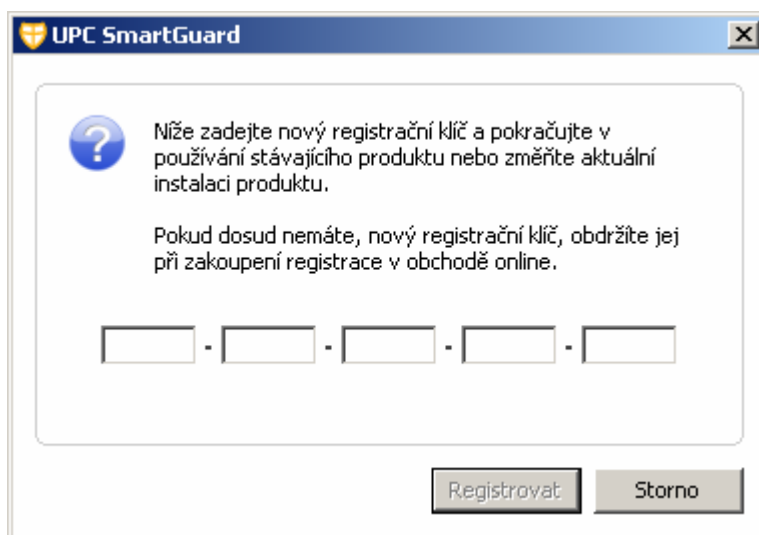 UPC SmartGuard
Níže zadejte nový registrační klíč a pokračujte v
používání stávajícího produktu nebo změňte aktuální
instalaci produktu.
Pokud dosud nemáte, nový registrační klíč, obdržíte jej
při zakoupení registrace v obchodě online.
- - - -
Registrovat Storno